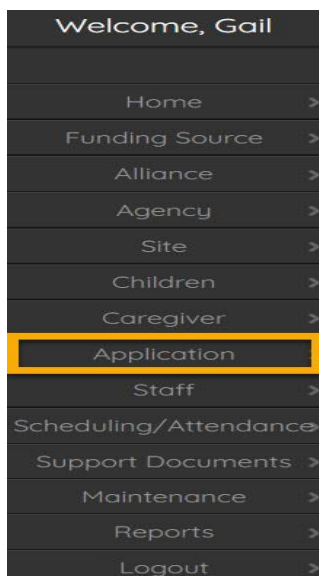 Welcome, Gail
Home
Funding Source
Alliance
Agency
Site
Children
Caregiver
Application
Staff
Scheduling/Attendance
Support Documents
Maintenance
Reports
Logout